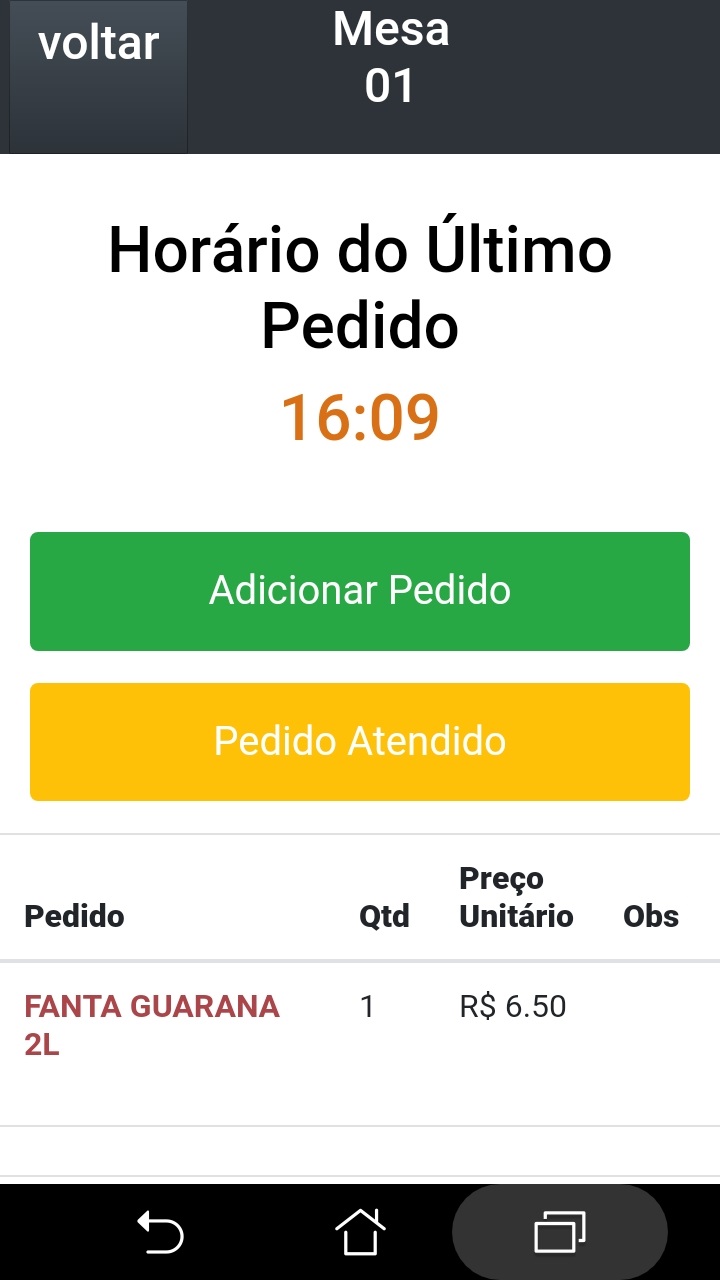 voltar
Mesa
01
Horário do Último
Pedido
16:09
Adicionar Pedido
Pedido Atendido
Pedido Qtd Preço Unitário Obs
FANTA GUARANA 1 R$ 6.50
2L